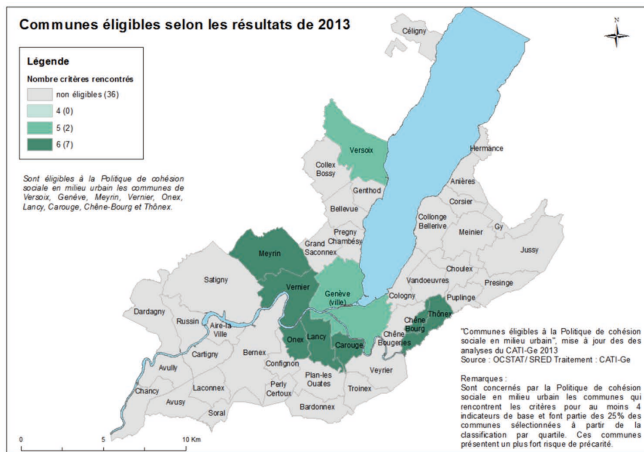 Communes éligibles selon les résultats de 2013
N
Légende
Nombre critères rencontrés
non éligibles (36)
4 (0)
5 (2)
6 (7)
Sont éligibles à la Politique de cohésion
sociale en milieu urbain les communes de
Versoix, Genève, Meyrin, Vernier, Onex,
Lancy, Carouge, Chêne-Bourg et Thônex.
Céligny
Versoix
Collex
Bossy
Genthod
Bellevue
Pregny
Chambésy
Grand
Saconnex
Hermance
Anières
Corsier
Collonge
Bellerive
Meinier
Gy
Jussy
Choulex
Presinge
Vandoeuvres
Puplinge
Cologny
Meyrin
Satigny
Vernier
Genève
(ville)
Thônex
Chêne
Bourg
Chêne
Bougeries
Dardagny
Russin
Aire-la
Ville
Onex
Lancy
Carouge
Bernex
Confignon
Cartigny
Avully
Chancy
Avusy
Laconnex
Soral
Perly
Certoux
Plan-les
Ouates
Bardonnex
Troinex
Veyrier
5
10 Km
"Communes éligibles à la Politique de cohésion
sociale en milieu urbain", mise à jour des des
analyses du CATI-Ge 2013
Source : OCSTAT/ SRED Traitement : CATI-Ge
Remarques :
Sont concernés par la Politique de cohésion
sociale en milieu urbain les communes qui
rencontrent les critères pour au moins 4
indicateurs de base et font partie des 25% des
communes sélectionnées à partir de la
classification par quartile. Ces communes
présentent un plus fort risque de précarité.